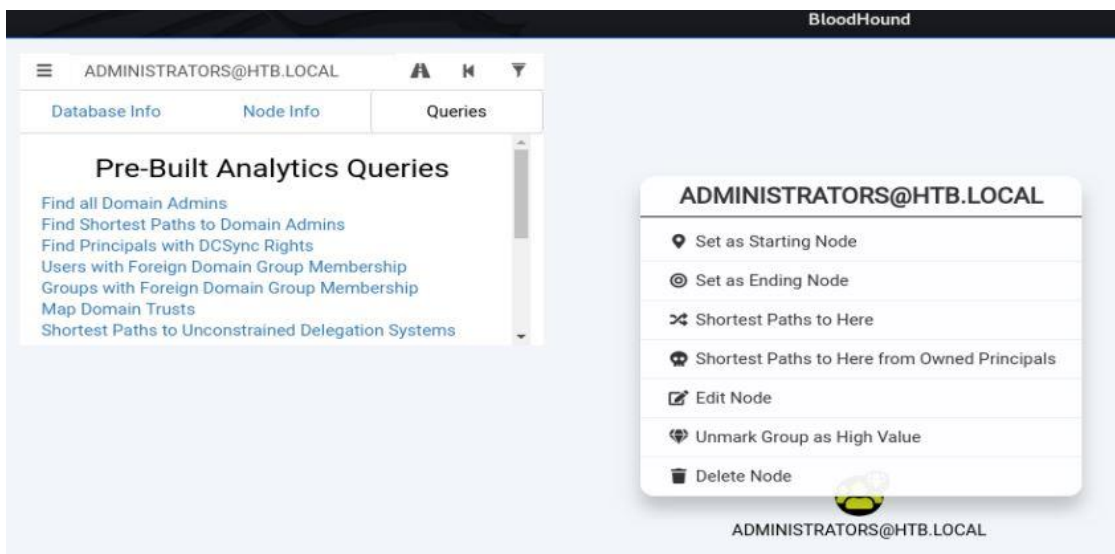 BloodHound
ADMINISTRATORS@HTB.LOCAL
Database Info
Node Info
Queries
Pre-Built Analytics Queries
Find all Domain Admins
Find Shortest Paths to Domain Admins
Find Principals with DCSync Rights
Users with Foreign Domain Group Membership
Groups with Foreign Domain Group Membership
Map Domain Trusts
Shortest Paths to Unconstrained Delegation Systems
ADMINISTRATORS@HTB.LOCAL
Set as Starting Node
Set as Ending Node
Shortest Paths to Here
Shortest Paths to Here from Owned Principals
Edit Node
Unmark Group as High Value
Delete Node
ADMINISTRATORS@HTB.LOCAL